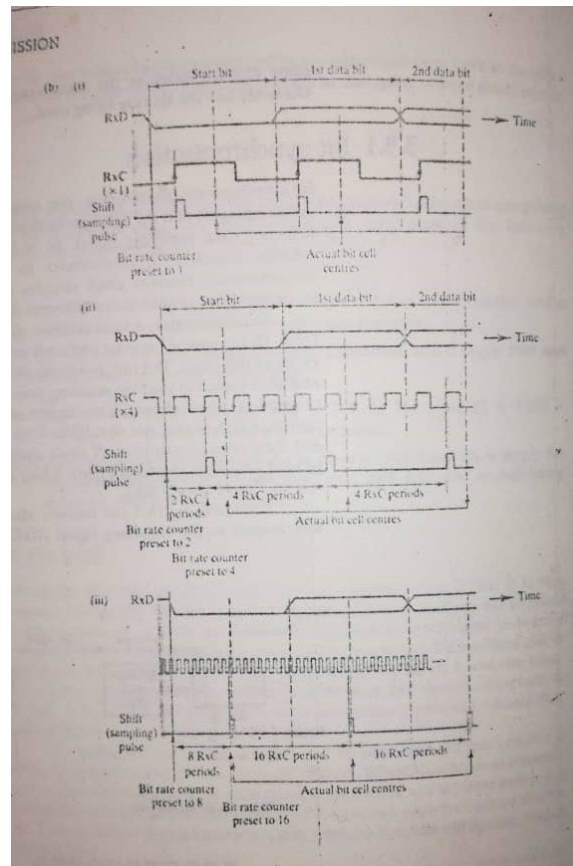 ISSION
(b) (i)
Start bit 1st data bit 2nd data bit
RxD
Time
RxC
(×1)
Shift
(sampling)
pulse
Bit rate counter
preset to 1
Actual bit cell
centres
(ii)
Start bit 1st data bit 2nd data bit
RxD
Time
RxC
(×4)
Shift
(sampling)
pulse
2 RxC
periods
4 RxC periods 4 RxC periods
Bit rate counter
preset to 2
Actual bit cell centres
Bit rate counter
preset to 4
(iii)
RxD
Time
Shift
(sampling)
pulse
8 RxC
periods
16 RxC periods 16 RxC periods
Bit rate counter
preset to 8
Actual bit cell centres
Bit rate counter
preset to 16